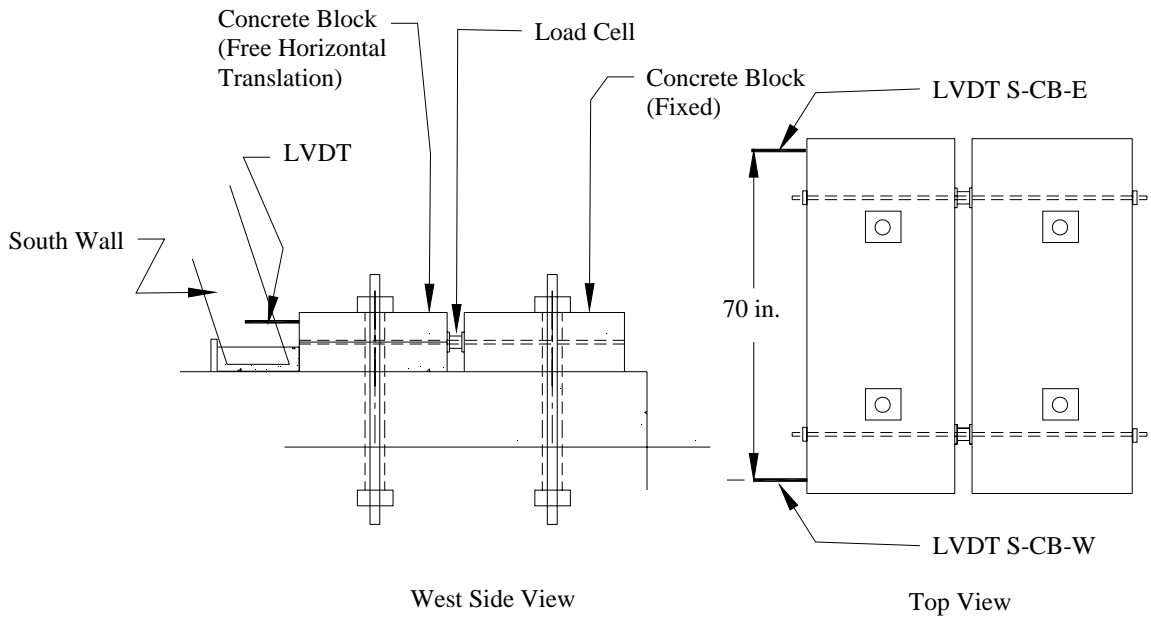 Concrete Block
(Free Horizontal
Translation)
Load Cell
Concrete Block
(Fixed)
LVDT S-CB-E
LVDT
South Wall
70 in.
LVDT S-CB-W
West Side View
Top View